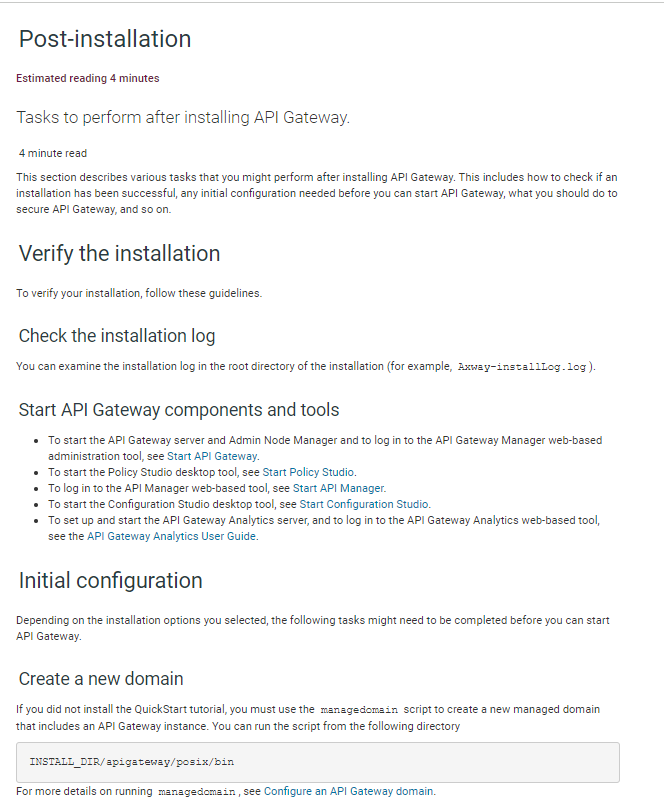 Post-installation
Estimated reading 4 minutes
Tasks to perform after installing API Gateway.
4 minute read
This section describes various tasks that you might perform after installing API Gateway. This includes how to check if an
installation has been successful, any initial configuration needed before you can start API Gateway, what you should do to
secure API Gateway, and so on.
Verify the installation
To verify your installation, follow these guidelines.
Check the installation log
You can examine the installation log in the root directory of the installation (for example, Axway-installLog.log).
Start API Gateway components and tools
• To start the API Gateway server and Admin Node Manager and to log in to the API Gateway Manager web-based
administration tool, see Start API Gateway.
• To start the Policy Studio desktop tool, see Start Policy Studio.
• To log in to the API Manager web-based tool, see Start API Manager.
• To start the Configuration Studio desktop tool, see Start Configuration Studio.
• To set up and start the API Gateway Analytics server, and to log in to the API Gateway Analytics web-based tool,
see the API Gateway Analytics User Guide.
Initial configuration
Depending on the installation options you selected, the following tasks might need to be completed before you can start
API Gateway.
Create a new domain
If you did not install the QuickStart tutorial, you must use the managedomain script to create a new managed domain
that includes an API Gateway instance. You can run the script from the following directory
INSTALL_DIR/apigateway/posix/bin
For more details on running managedomain, see Configure an API Gateway domain.